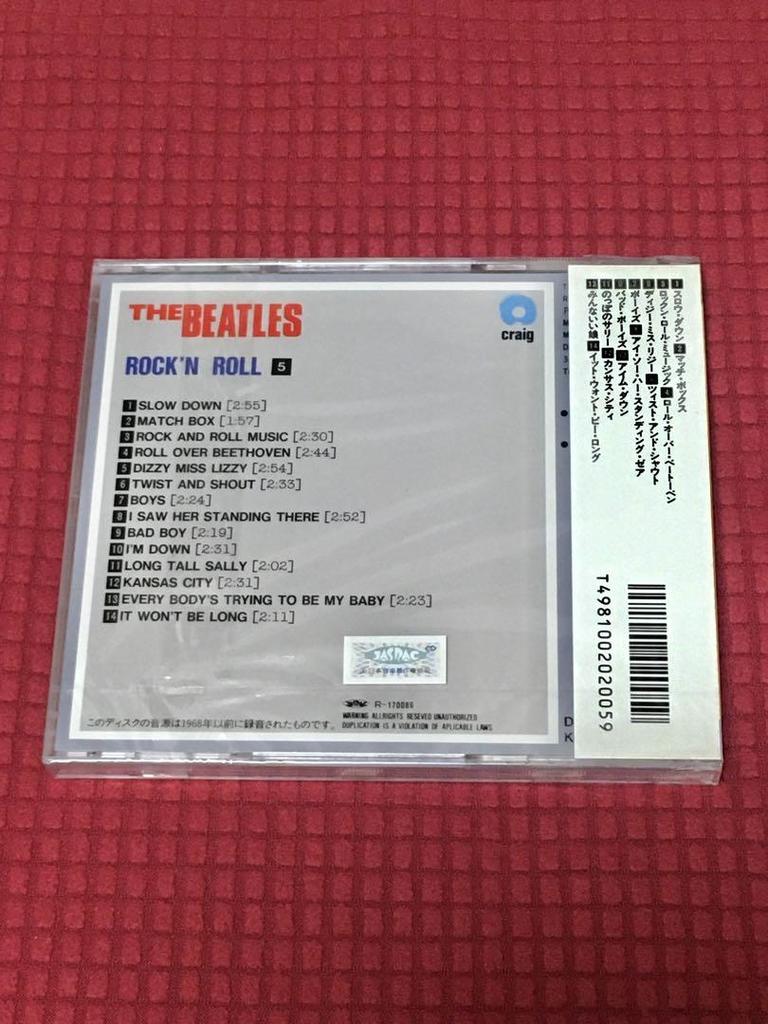 THE BEATLES
craig
ROCK'N ROLL 5
1 SLOW DOWN [2:55]
2 MATCH BOX [1:57]
3 ROCK AND ROLL MUSIC [2:30]
4 ROLL OVER BEETHOVEN [2:44]
5 DIZZY MISS LIZZY [2:54]
6 TWIST AND SHOUT [2:33]
7 BOYS [2:24]
8 I SAW HER STANDING THERE [2:52]
9 BAD BOY [2:19]
10 I'M DOWN [2:31]
11 LONG TALL SALLY [2:02]
12 KANSAS CITY [2:31]
13 EVERY BODY'S TRYING TO BE MY BABY [2:23]
14 IT WON'T BE LONG [2:11]
JASRAC
R-170086
WARNING ALLRIGHTS RESEVED UNAUTHORIZED
DUPLICATION IS A VIOLATION OF APLICABLE LAWS
このディスクの音源は1968年以前に録音されたものです。
1 スロウ・ダウン 2 マッチ・ボックス
3 ロックン・ロール・ミュージック 4 ロール・オーバー・ベートーベン
5 ディジー・ミス・リジー 6 ツィスト・アンド・シャウト
7 ボーイズ 8 アイ・ソー・ハー・スタンディング・ゼア
9 バッド・ボーイズ 10 アイム・ダウン
11 のっぽのサリー 12 カンサス・シティ
13 みんないい娘 14 イット・ウォント・ビー・ロング
T4981002020059